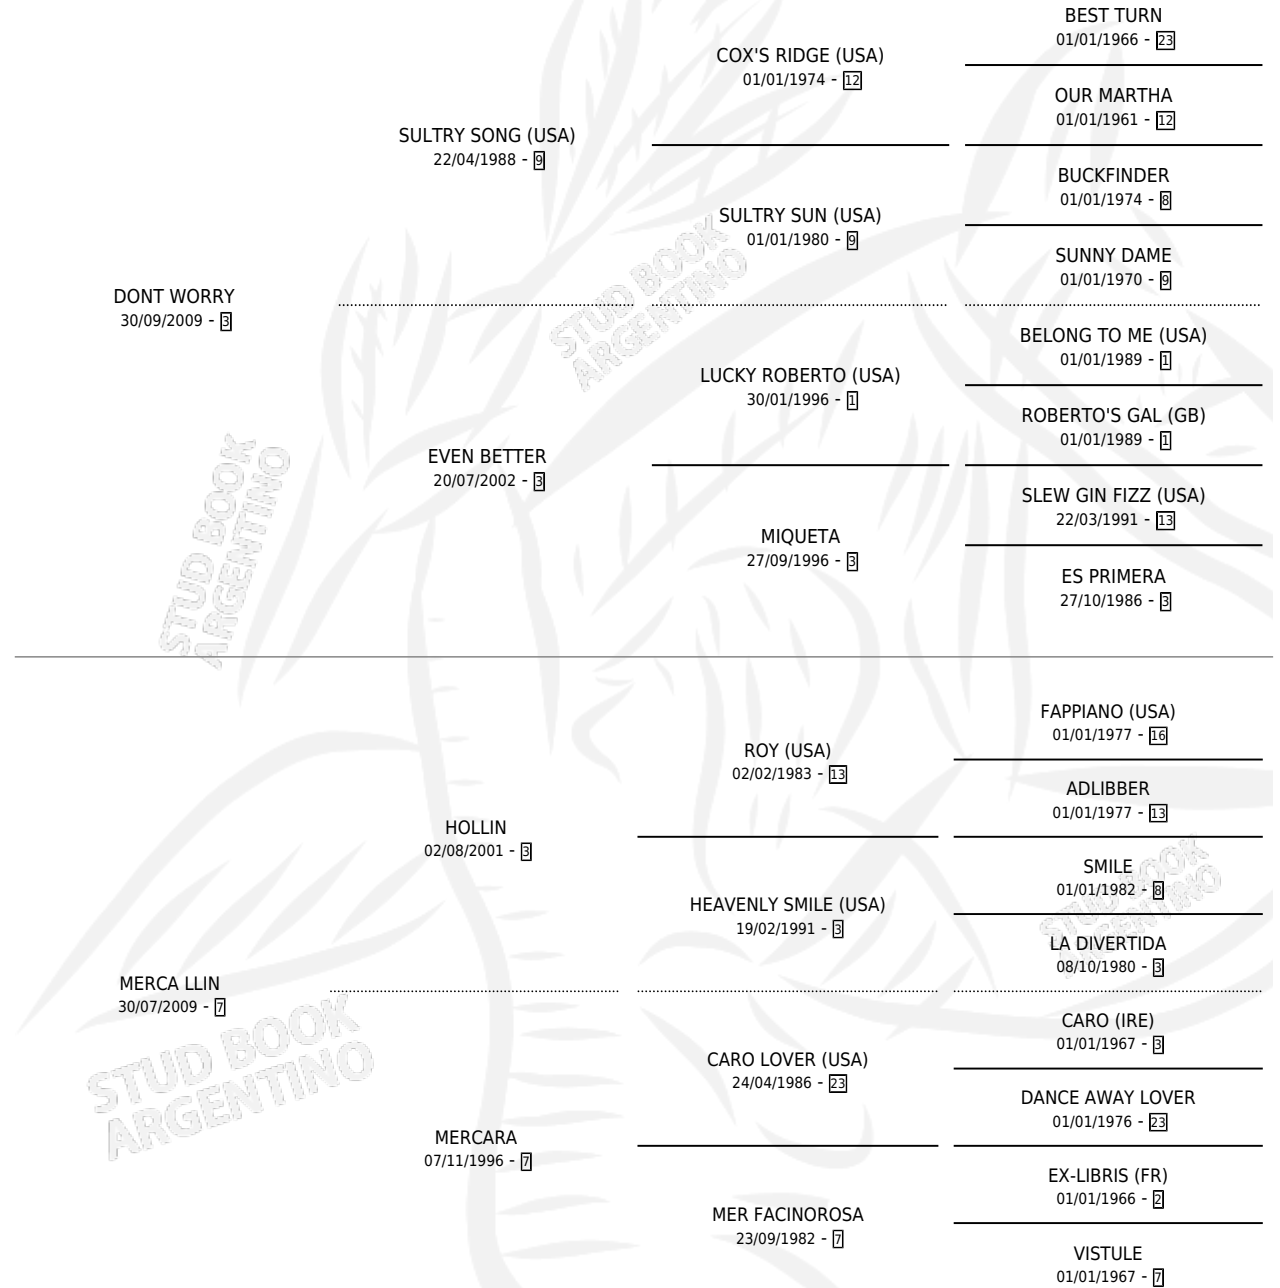 BEST TURN
01/01/1966 - 23
COX'S RIDGE (USA)
01/01/1974 - 12
OUR MARTHA
01/01/1961 - 12
SULTRY SONG (USA)
22/04/1988 - 9
BUCKFINDER
01/01/1974 - 8
SULTRY SUN (USA)
01/01/1980 - 9
SUNNY DAME
01/01/1970 - 9
DONT WORRY
30/09/2009 - 3
BELONG TO ME (USA)
01/01/1989 - 1
LUCKY ROBERTO (USA)
30/01/1996 - 1
ROBERTO'S GAL (GB)
01/01/1989 - 1
EVEN BETTER
20/07/2002 - 3
SLEW GIN FIZZ (USA)
22/03/1991 - 13
MIQUETA
27/09/1996 - 3
ES PRIMERA
27/10/1986 - 3
STUD BOOK
ARGENTINO
STUD BOOK
ARGENTINO
FAPPIANO (USA)
01/01/1977 - 16
ROY (USA)
02/02/1983 - 13
ADLIBBER
01/01/1977 - 13
HOLLIN
02/08/2001 - 3
SMILE
01/01/1982 - 8
HEAVENLY SMILE (USA)
19/02/1991 - 3
LA DIVERTIDA
08/10/1980 - 3
MERCA LLIN
30/07/2009 - 7
CARO (IRE)
01/01/1967 - 3
CARO LOVER (USA)
24/04/1986 - 23
DANCE AWAY LOVER
01/01/1976 - 23
MERCARA
07/11/1996 - 7
EX-LIBRIS (FR)
01/01/1966 - 2
MER FACINOROSA
23/09/1982 - 7
VISTULE
01/01/1967 - 7
STUD BOOK
ARGENTINO
STUD BOOK
ARGENTINO